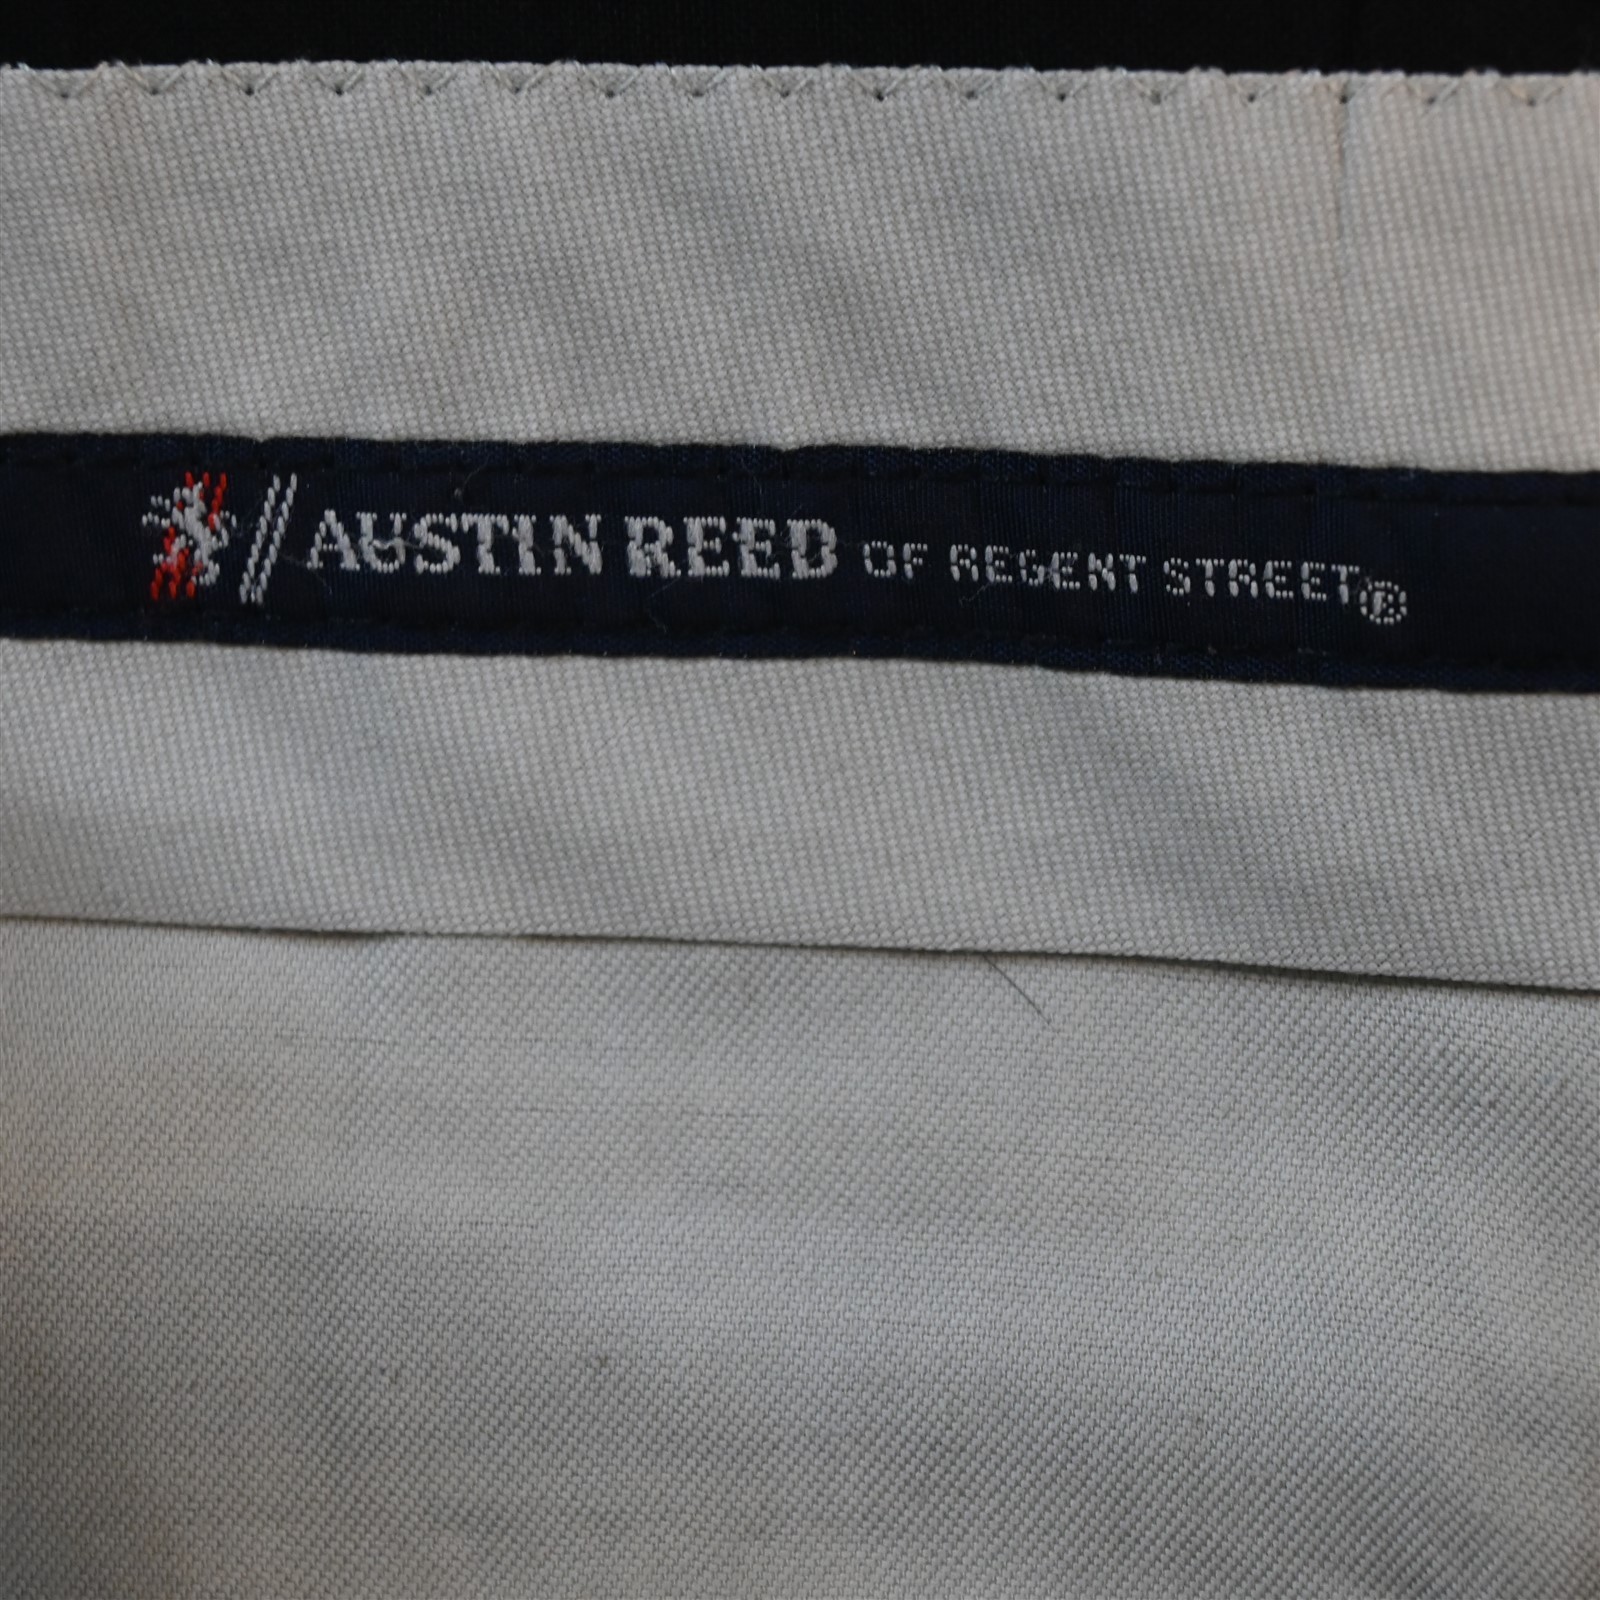 AUSTIN REED OF REGENT STREET®